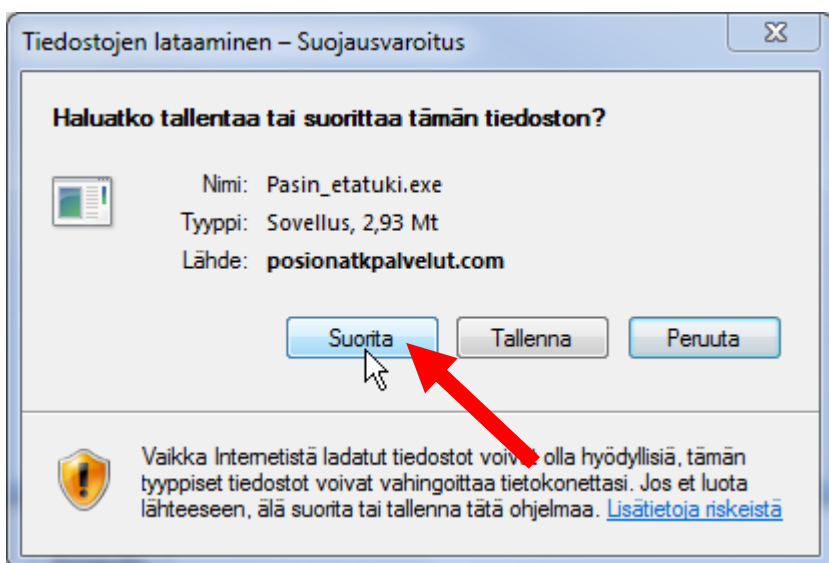 Tiedostojen lataaminen – Suojausvaroitus
Haluatko tallentaa tai suorittaa tämän tiedoston?
Nimi: Pasin_etatuki.exe
Tyyppi: Sovellus, 2,93 Mt
Lähde: posionatkpalvelut.com
Suorita Tallenna Peruuta
Vaikka Internetistä ladatut tiedostot voivat olla hyödyllisiä, tämän
tyyppiset tiedostot voivat vahingoittaa tietokonettasi. Jos et luota
lähteeseen, älä suorita tai tallenna tätä ohjelmaa. Lisätietoja riskeistä